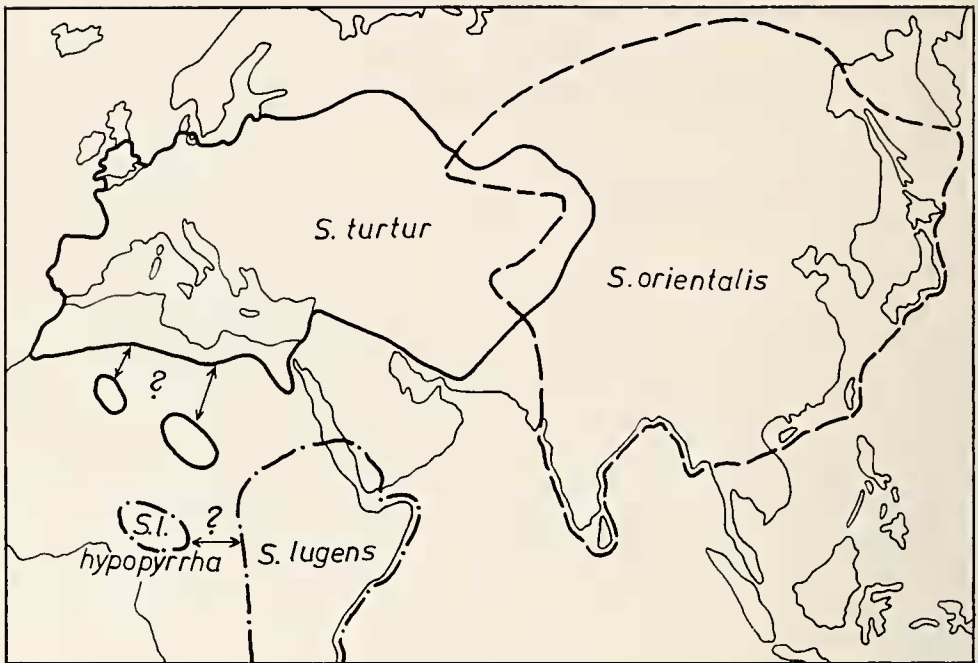 S. turtur
S. orientalis
?
?
S.l.
hypopyrrha
S. lugens